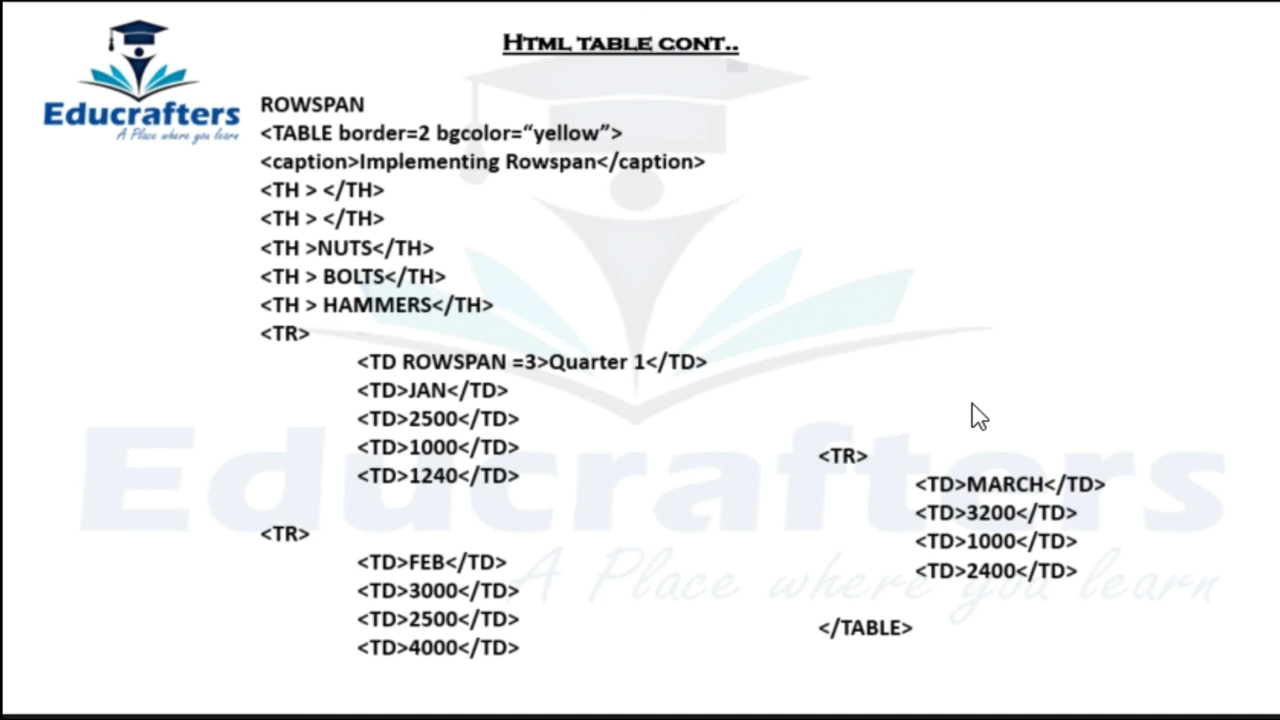 HTML TABLE CONT..
Educrafters
A Place where you learn
ROWSPAN
<TABLE border=2 bgcolor=“yellow”>
<caption>Implementing Rowspan</caption>
<TH > </TH>
<TH > </TH>
<TH >NUTS</TH>
<TH > BOLTS</TH>
<TH > HAMMERS</TH>
<TR>
<TD ROWSPAN =3>Quarter 1</TD>
<TD>JAN</TD>
<TD>2500</TD>
<TD>1000</TD>
<TD>1240</TD>
<TR>
<TD>FEB</TD>
<TD>3000</TD>
<TD>2500</TD>
<TD>4000</TD>
<TR>
<TD>MARCH</TD>
<TD>3200</TD>
<TD>1000</TD>
<TD>2400</TD>
</TABLE>
Educrafters
A Place where you learn